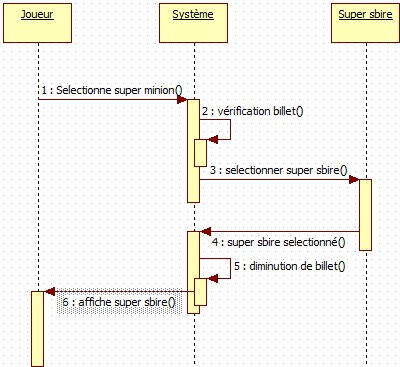 Joueur
Système
Super sbire
1 : Selectionne super minion()
2 : vérification billet()
3 : selectionner super sbire()
4 : super sbire selectionné()
5 : diminution de billet()
6 : affiche super sbire()